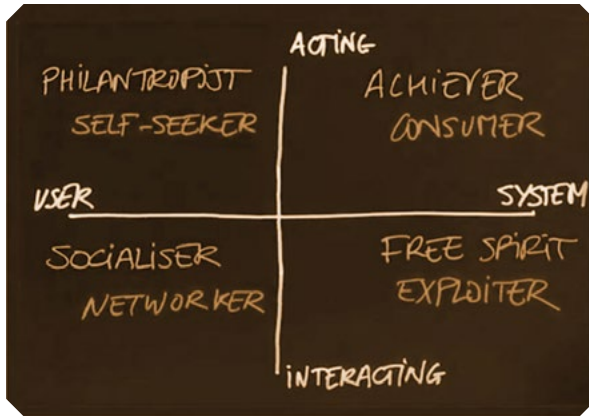 ACTING
PHILANTROPIST
SELF-SEEKER
ACHIEVER
CONSUMER
USER
SYSTEM
SOCIALISER
NETWORKER
FREE SPIRIT
EXPLOITER
INTERACTING